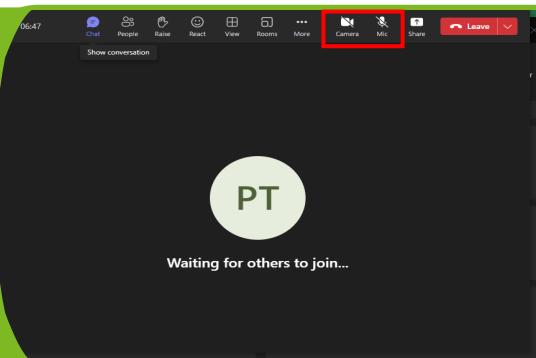 06:47 Chat People Raise React View Rooms More Camera Mic Share Leave
Show conversation
PT
Waiting for others to join...